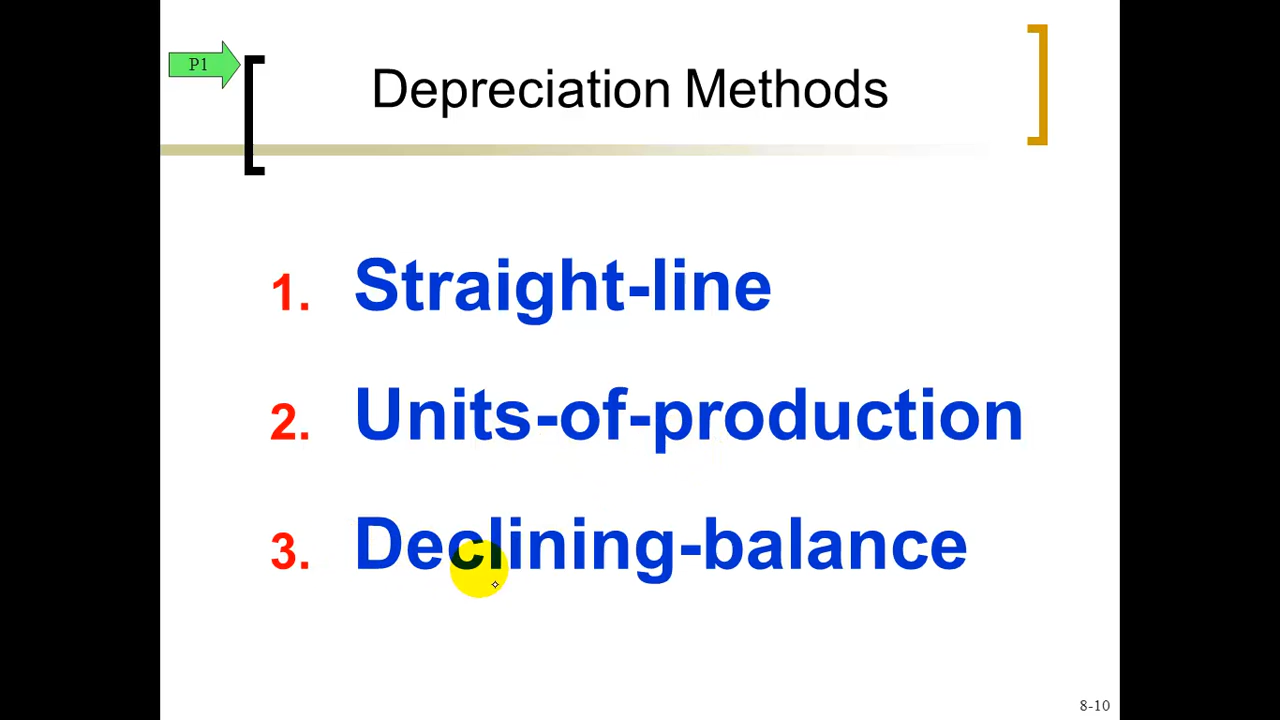 P1
Depreciation Methods
1. Straight-line
2. Units-of-production
3. Declining-balance
8-10